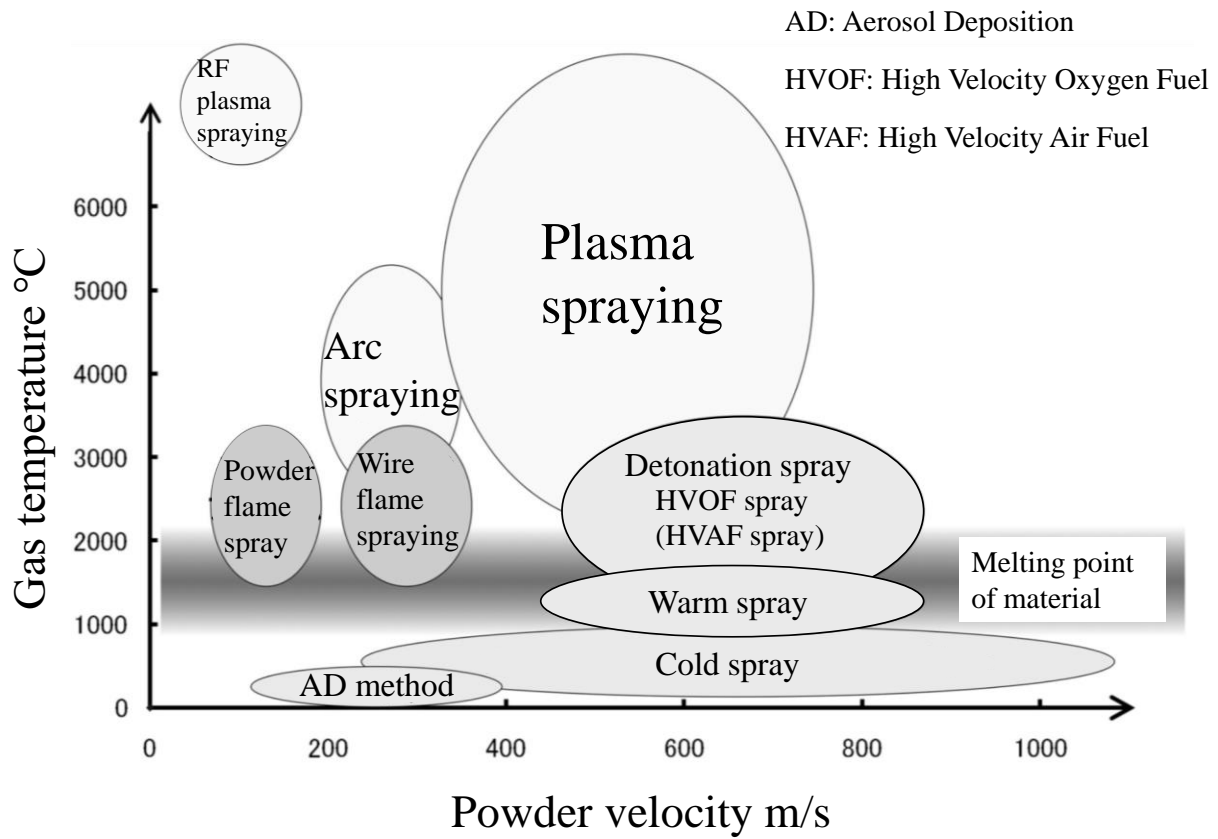 AD: Aerosol Deposition
HVOF: High Velocity Oxygen Fuel
HVAF: High Velocity Air Fuel
RF
plasma
spraying
Plasma
spraying
Arc
spraying
Powder
flame
spray
Wire
flame
spraying
Detonation spray
HVOF spray
(HVAF spray)
Melting point
of material
Warm spray
Cold spray
AD method
Gas temperature °C
6000
5000
4000
3000
2000
1000
0
0
200
400
600
800
1000
Powder velocity m/s